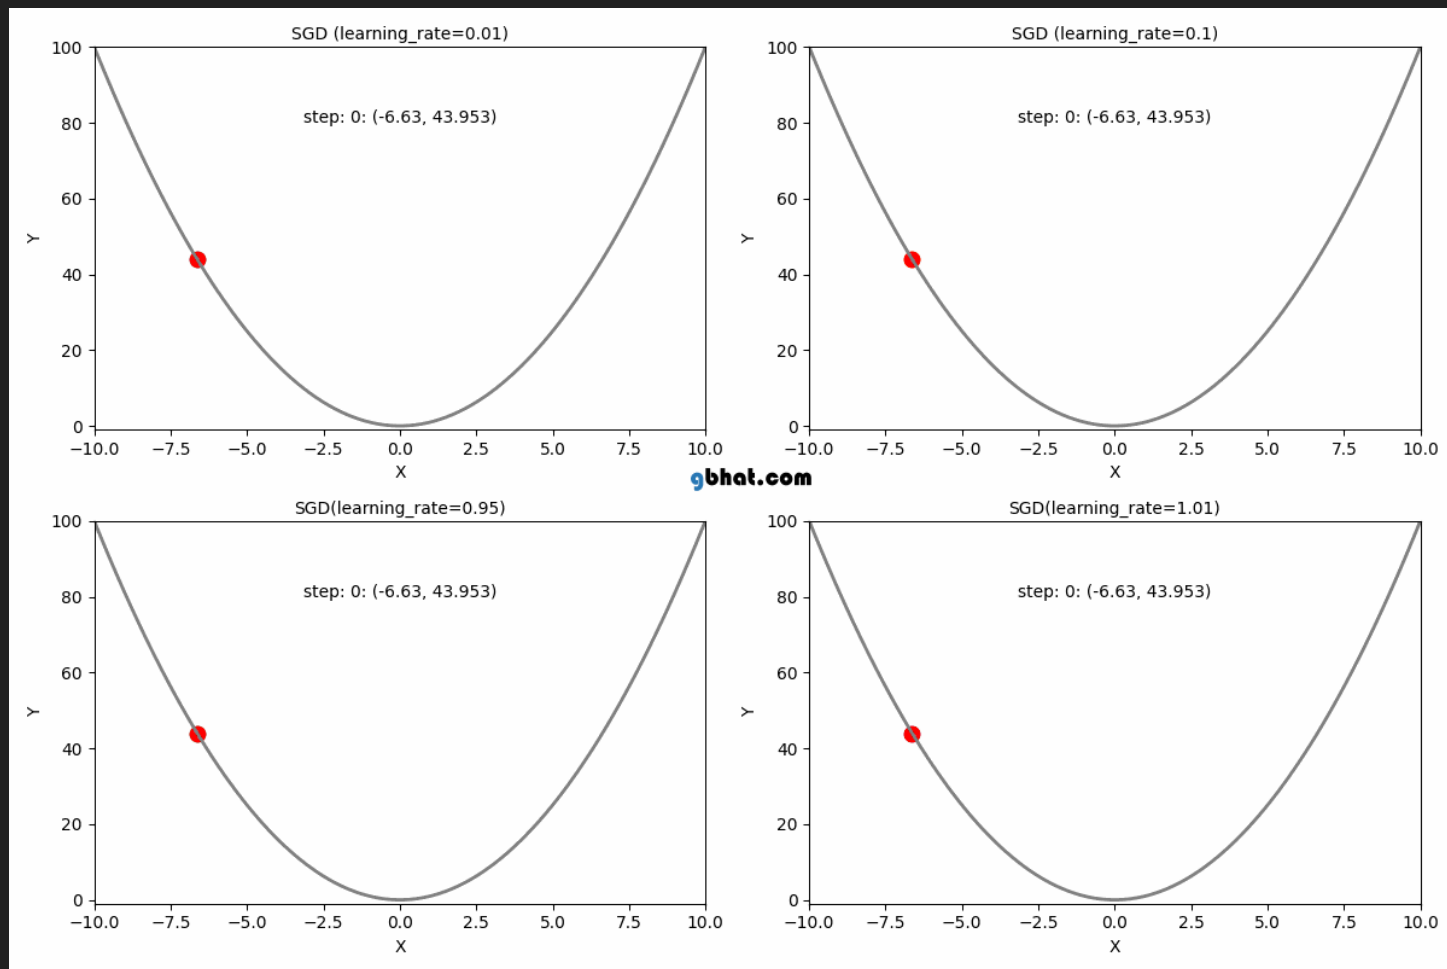 SGD (learning_rate=0.01)
100
80
60
40
20
0
Y
step: 0: (-6.63, 43.953)
−10.0 −7.5 −5.0 −2.5 0.0 2.5 5.0 7.5 10.0
X
SGD (learning_rate=0.1)
100
80
60
40
20
0
Y
step: 0: (-6.63, 43.953)
−10.0 −7.5 −5.0 −2.5 0.0 2.5 5.0 7.5 10.0
X
gbhat.com
SGD(learning_rate=0.95)
100
80
60
40
20
0
Y
step: 0: (-6.63, 43.953)
−10.0 −7.5 −5.0 −2.5 0.0 2.5 5.0 7.5 10.0
X
SGD(learning_rate=1.01)
100
80
60
40
20
0
Y
step: 0: (-6.63, 43.953)
−10.0 −7.5 −5.0 −2.5 0.0 2.5 5.0 7.5 10.0
X